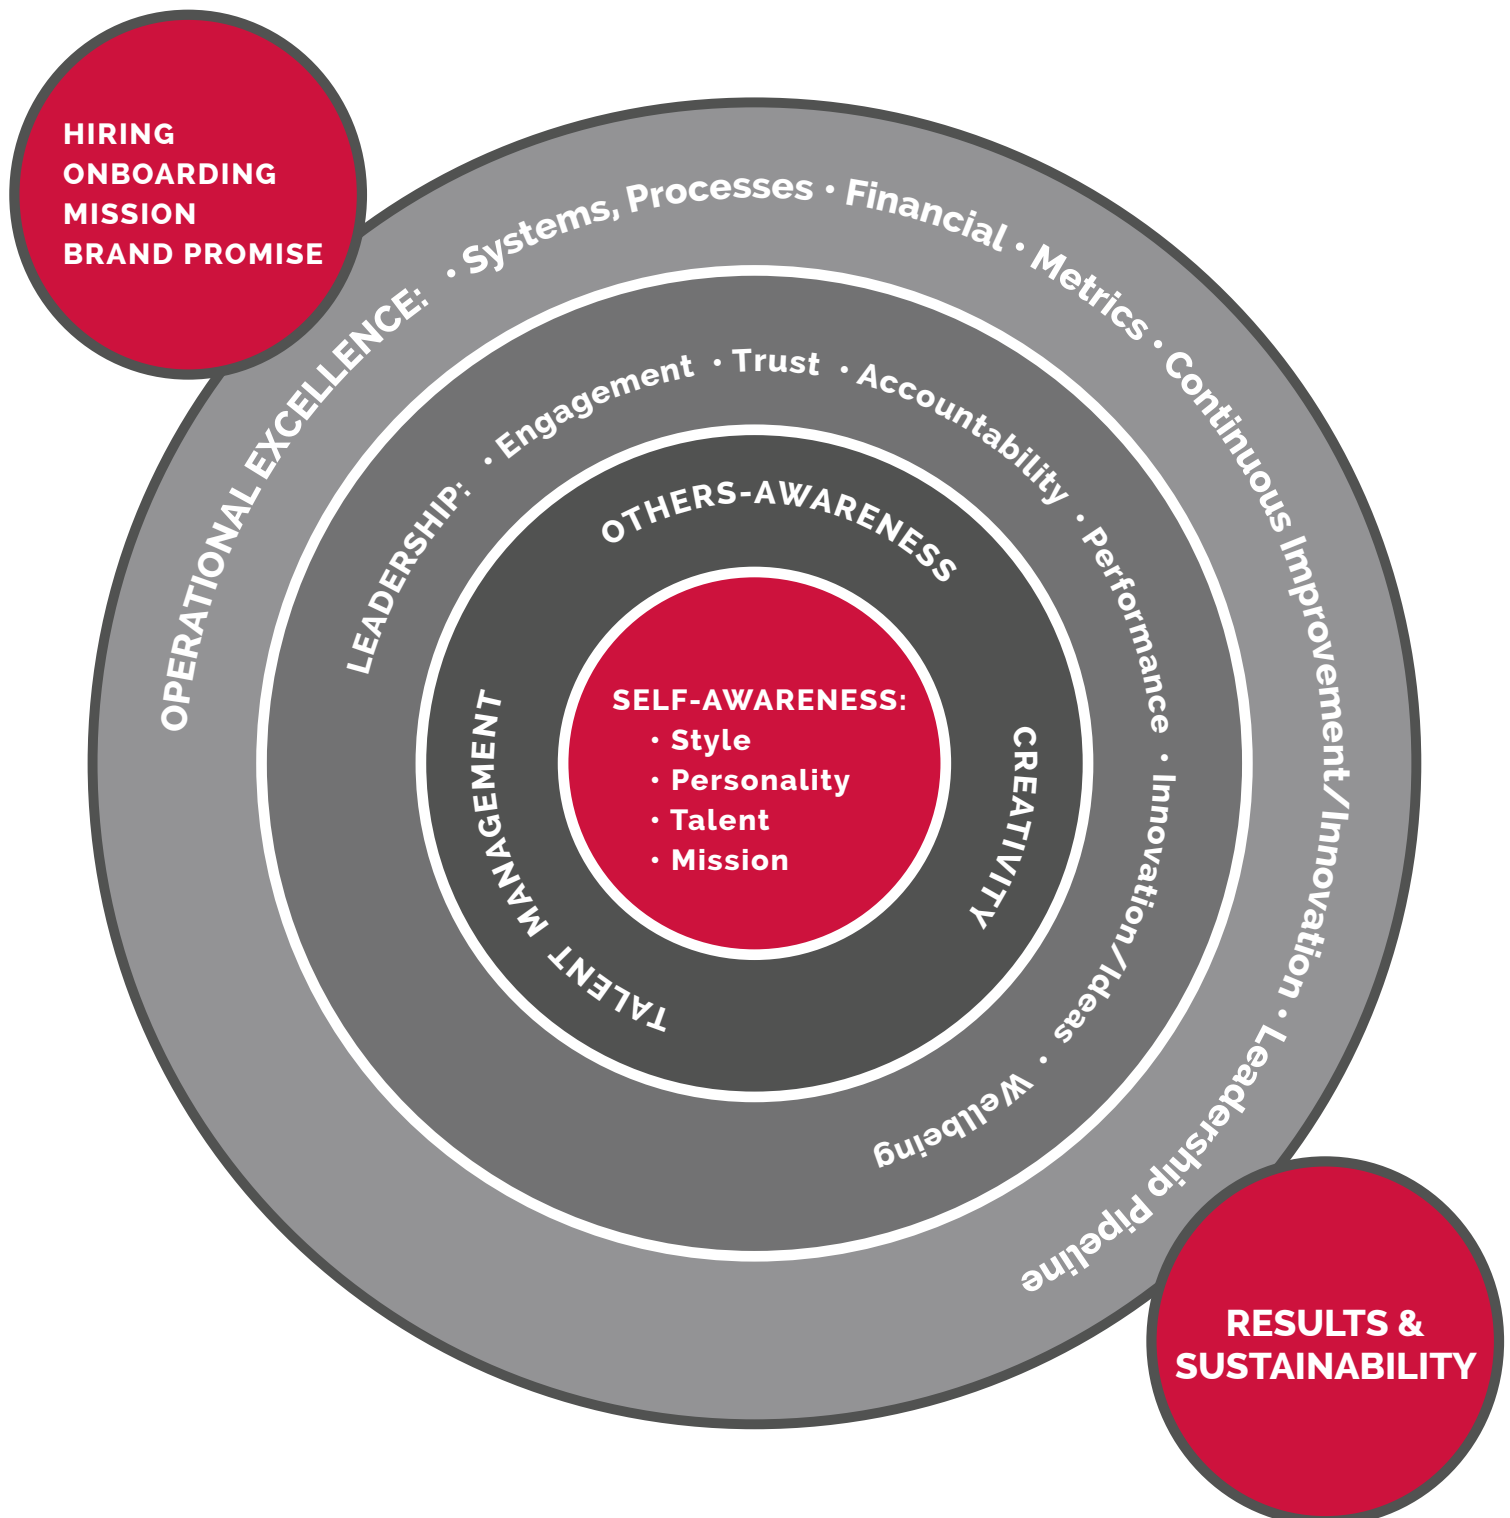 HIRING
ONBOARDING
MISSION
BRAND PROMISE
OPERATIONAL EXCELLENCE: • Systems, Processes • Financial • Metrics • Continuous Improvement/Innovation • Leadership Pipeline
LEADERSHIP: • Engagement • Trust • Accountability • Performance • Innovation/Ideas • Wellbeing
OTHERS-AWARENESS
CREATIVITY
TALENT MANAGEMENT
SELF-AWARENESS:
• Style
• Personality
• Talent
• Mission
RESULTS &
SUSTAINABILITY